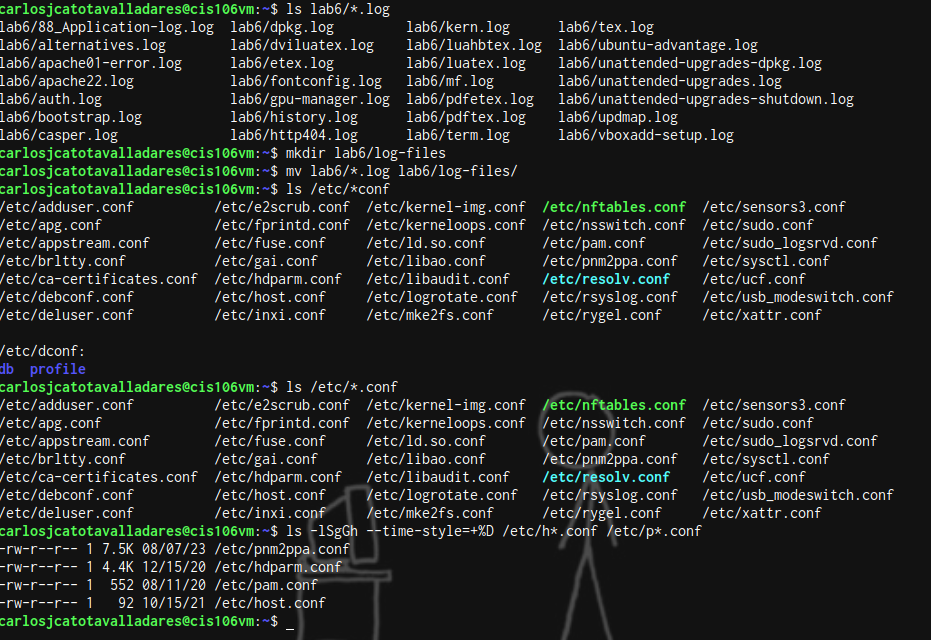 carlosjcatotavalladares@cis106vm:~$ ls lab6/*.log
lab6/88_Application-log.log lab6/dpkg.log lab6/kern.log lab6/tex.log
lab6/alternatives.log lab6/dviluatex.log lab6/luahbtex.log lab6/ubuntu-advantage.log
lab6/apache01-error.log lab6/etex.log lab6/luatex.log lab6/unattended-upgrades-dpkg.log
lab6/apache22.log lab6/fontconfig.log lab6/mf.log lab6/unattended-upgrades.log
lab6/auth.log lab6/gpu-manager.log lab6/pdfetex.log lab6/unattended-upgrades-shutdown.log
lab6/bootstrap.log lab6/history.log lab6/pdftex.log lab6/updmap.log
lab6/casper.log lab6/http404.log lab6/term.log lab6/vboxadd-setup.log
carlosjcatotavalladares@cis106vm:~$ mkdir lab6/log-files
carlosjcatotavalladares@cis106vm:~$ mv lab6/*.log lab6/log-files/
carlosjcatotavalladares@cis106vm:~$ ls /etc/*conf
/etc/adduser.conf /etc/e2scrub.conf /etc/kernel-img.conf /etc/nftables.conf /etc/sensors3.conf
/etc/apg.conf /etc/fprintd.conf /etc/kerneloops.conf /etc/nsswitch.conf /etc/sudo.conf
/etc/appstream.conf /etc/fuse.conf /etc/ld.so.conf /etc/pam.conf /etc/sudo_logsrvd.conf
/etc/brltty.conf /etc/gai.conf /etc/libao.conf /etc/pnm2ppa.conf /etc/sysctl.conf
/etc/ca-certificates.conf /etc/hdparm.conf /etc/libaudit.conf /etc/resolv.conf /etc/ucf.conf
/etc/debconf.conf /etc/host.conf /etc/logrotate.conf /etc/rsyslog.conf /etc/usb_modeswitch.conf
/etc/deluser.conf /etc/inxi.conf /etc/mke2fs.conf /etc/rygel.conf /etc/xattr.conf
/etc/dconf:
db profile
carlosjcatotavalladares@cis106vm:~$ ls /etc/*.conf
/etc/adduser.conf /etc/e2scrub.conf /etc/kernel-img.conf /etc/nftables.conf /etc/sensors3.conf
/etc/apg.conf /etc/fprintd.conf /etc/kerneloops.conf /etc/nsswitch.conf /etc/sudo.conf
/etc/appstream.conf /etc/fuse.conf /etc/ld.so.conf /etc/pam.conf /etc/sudo_logsrvd.conf
/etc/brltty.conf /etc/gai.conf /etc/libao.conf /etc/pnm2ppa.conf /etc/sysctl.conf
/etc/ca-certificates.conf /etc/hdparm.conf /etc/libaudit.conf /etc/resolv.conf /etc/ucf.conf
/etc/debconf.conf /etc/host.conf /etc/logrotate.conf /etc/rsyslog.conf /etc/usb_modeswitch.conf
/etc/deluser.conf /etc/inxi.conf /etc/mke2fs.conf /etc/rygel.conf /etc/xattr.conf
carlosjcatotavalladares@cis106vm:~$ ls -lSgGh --time-style=+%D /etc/h*.conf /etc/p*.conf
-rw-r--r-- 1 7.5K 08/07/23 /etc/pnm2ppa.conf
-rw-r--r-- 1 4.4K 12/15/20 /etc/hdparm.conf
-rw-r--r-- 1 552 08/11/20 /etc/pam.conf
-rw-r--r-- 1 92 10/15/21 /etc/host.conf
carlosjcatotavalladares@cis106vm:~$ _